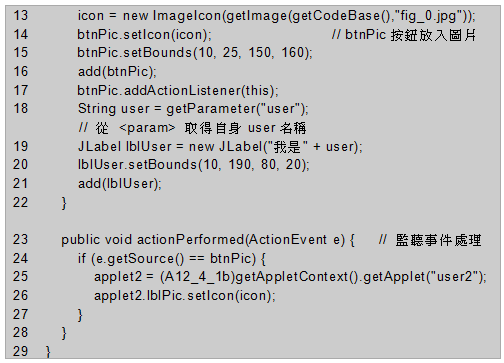 13 icon = new ImageIcon(getImage(getCodeBase(),"fig_0.jpg"));
14 btnPic.setIcon(icon); // btnPic 按鈕放入圖片
15 btnPic.setBounds(10, 25, 150, 160);
16 add(btnPic);
17 btnPic.addActionListener(this);
18 String user = getParameter("user");
// 從 <param> 取得自身 user 名稱
19 JLabel lblUser = new JLabel("我是" + user);
20 lblUser.setBounds(10, 190, 80, 20);
21 add(lblUser);
22 }
23 public void actionPerformed(ActionEvent e) { // 監聽事件處理
24 if (e.getSource() == btnPic) {
25 applet2 = (A12_4_1b)getAppletContext().getApplet("user2");
26 applet2.lblPic.setIcon(icon);
27 }
28 }
29 }